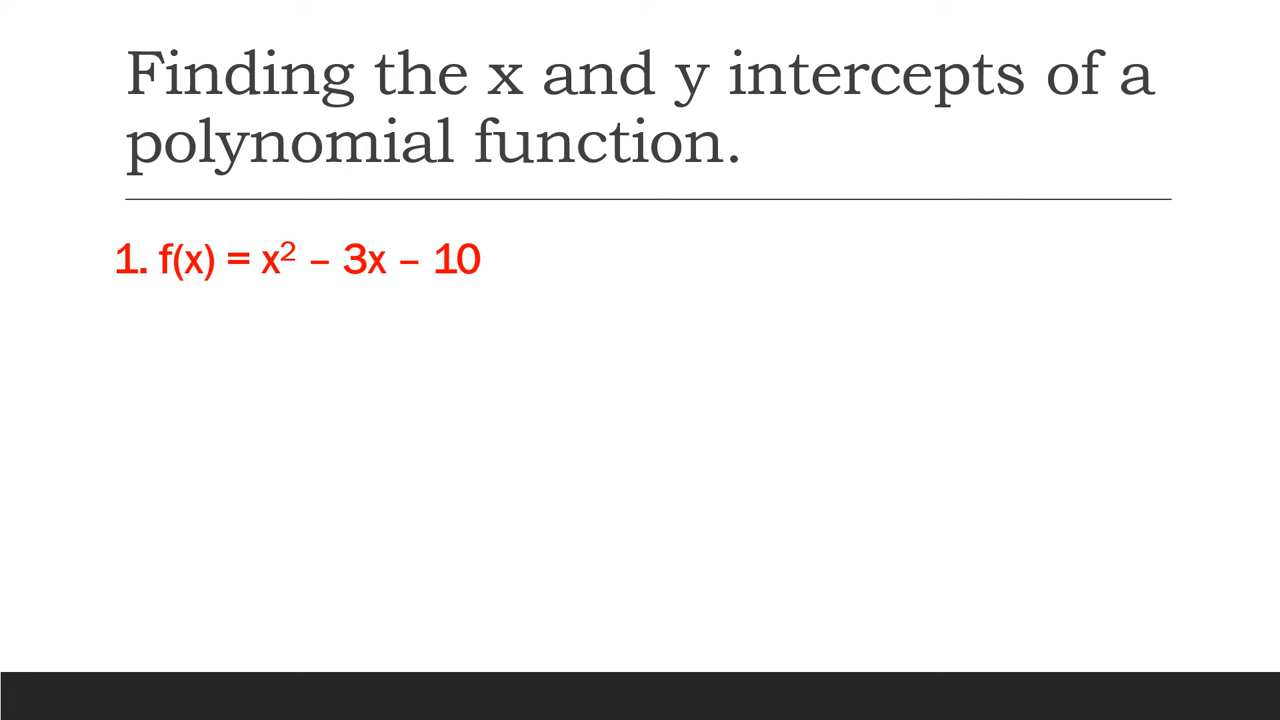 Finding the x and y intercepts of a
polynomial function.
1. f(x) = x² – 3x – 10